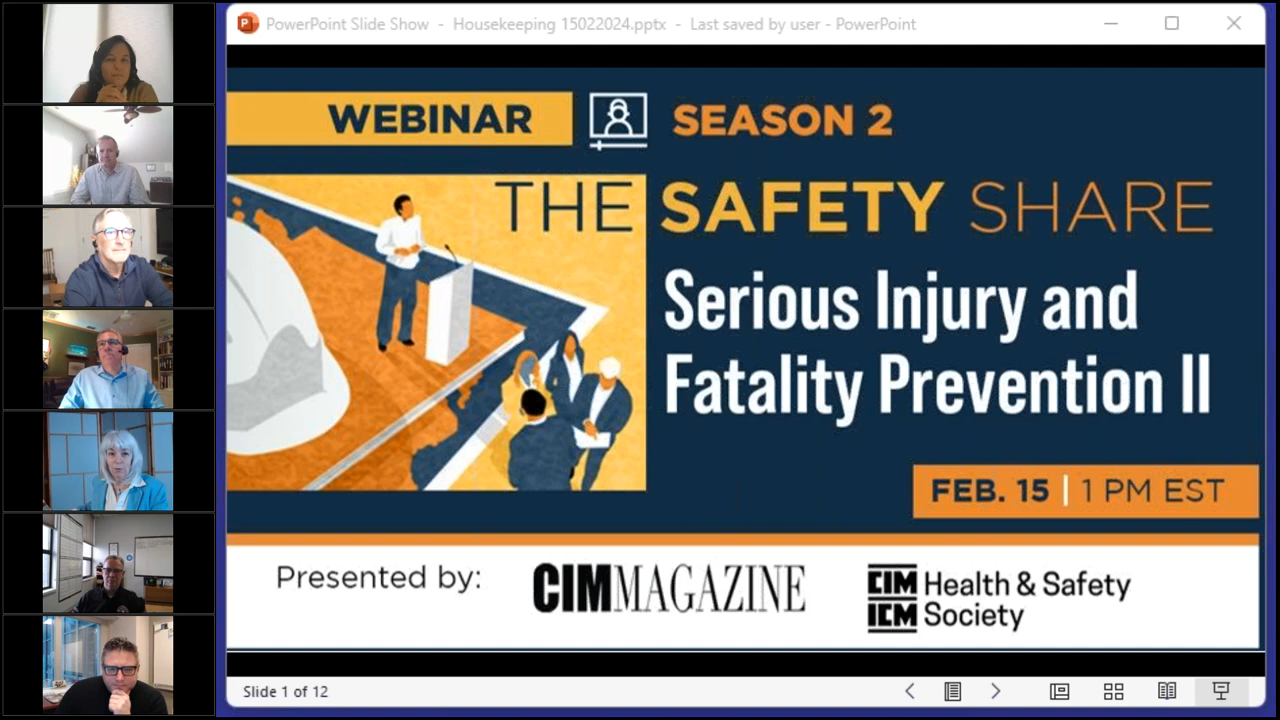 PowerPoint Slide Show - Housekeeping 15022024.pptx - Last saved by user - PowerPoint
WEBINAR
SEASON 2
THE SAFETY SHARE
Serious Injury and
Fatality Prevention II
FEB. 15 | 1 PM EST
Presented by:
CIM MAGAZINE
CIM
ICM
Health & Safety
Society
Slide 1 of 12